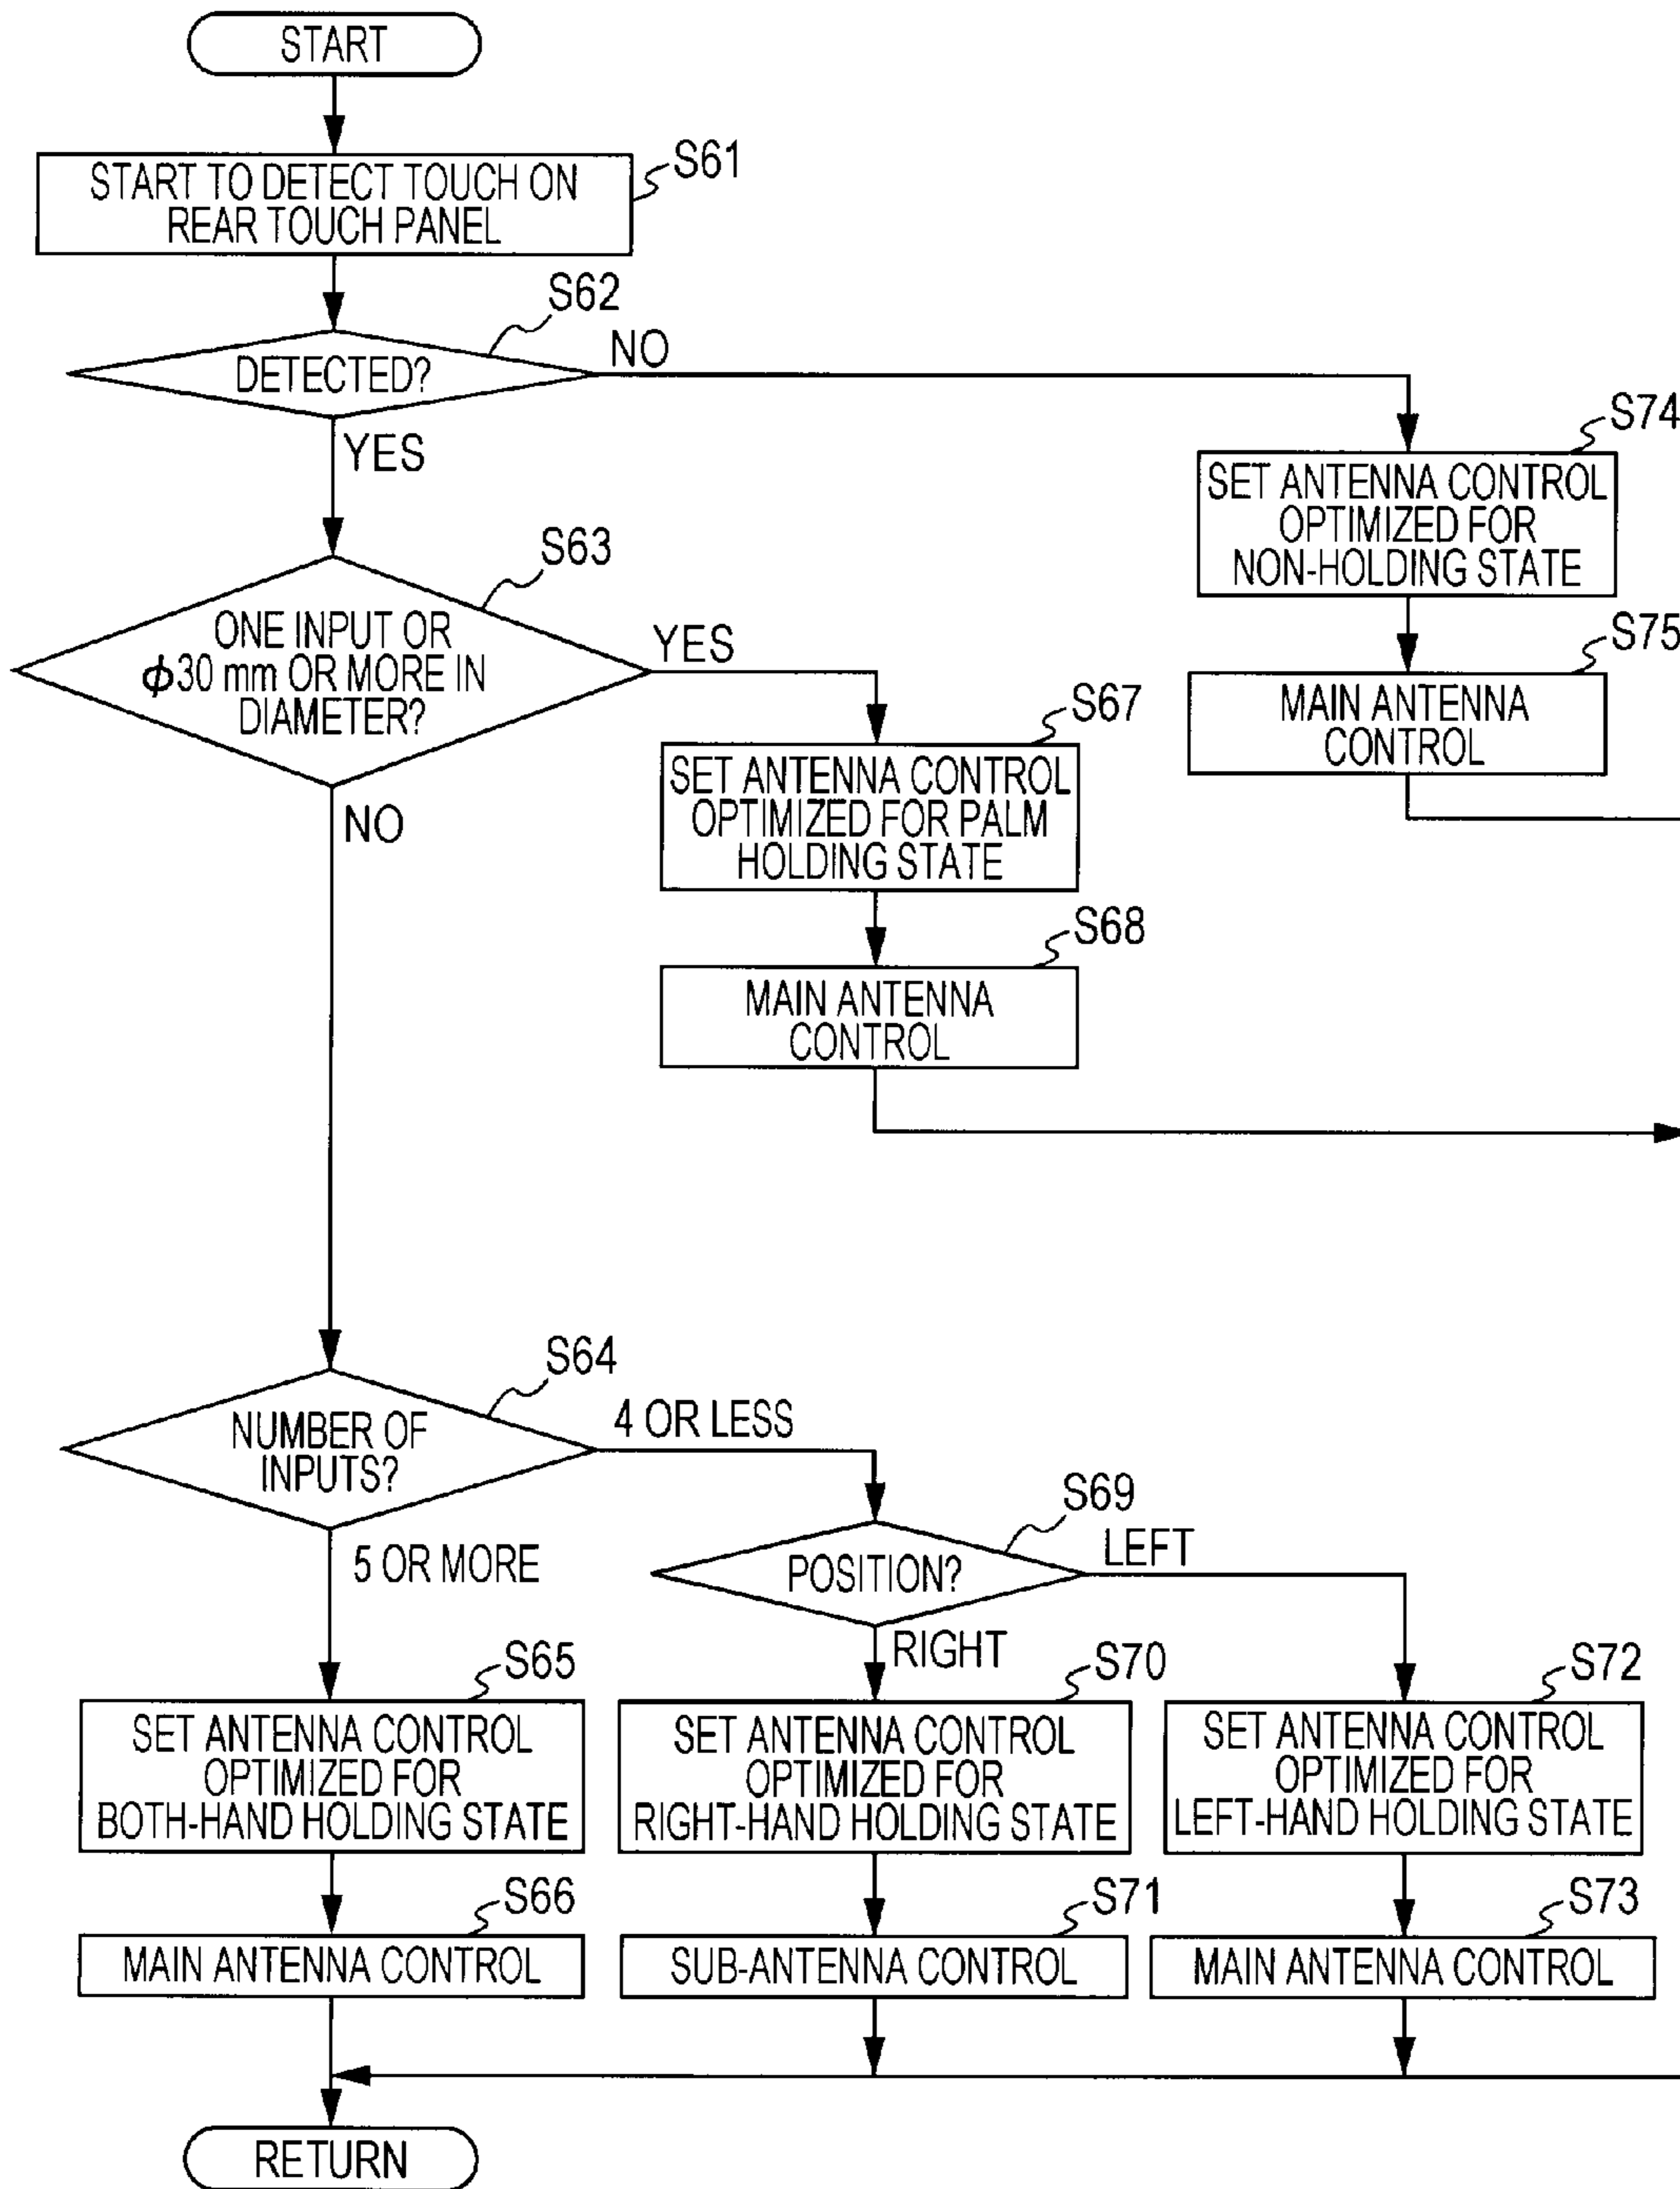 START
S61
START TO DETECT TOUCH ON
REAR TOUCH PANEL
S62
DETECTED?
NO
YES
S74
SET ANTENNA CONTROL
OPTIMIZED FOR
NON-HOLDING STATE
S75
MAIN ANTENNA
CONTROL
S63
ONE INPUT OR
ϕ30 mm OR MORE IN
DIAMETER?
YES
NO
S67
SET ANTENNA CONTROL
OPTIMIZED FOR PALM
HOLDING STATE
S68
MAIN ANTENNA
CONTROL
S64
NUMBER OF
INPUTS?
4 OR LESS
5 OR MORE
S69
POSITION?
LEFT
RIGHT
S65
SET ANTENNA CONTROL
OPTIMIZED FOR
BOTH-HAND HOLDING STATE
S66
MAIN ANTENNA CONTROL
S70
SET ANTENNA CONTROL
OPTIMIZED FOR
RIGHT-HAND HOLDING STATE
S71
SUB-ANTENNA CONTROL
S72
SET ANTENNA CONTROL
OPTIMIZED FOR
LEFT-HAND HOLDING STATE
S73
MAIN ANTENNA CONTROL
RETURN